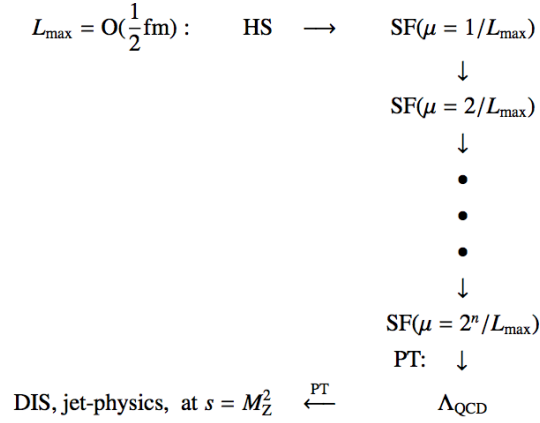 L_max = O(1/2 fm) : HS ⟶ SF(μ = 1/L_max)
↓
SF(μ = 2/L_max)
↓
•
•
•
↓
SF(μ = 2^n/L_max)
PT: ↓
DIS, jet-physics, at s = M_Z^2 ⟵^PT Λ_QCD